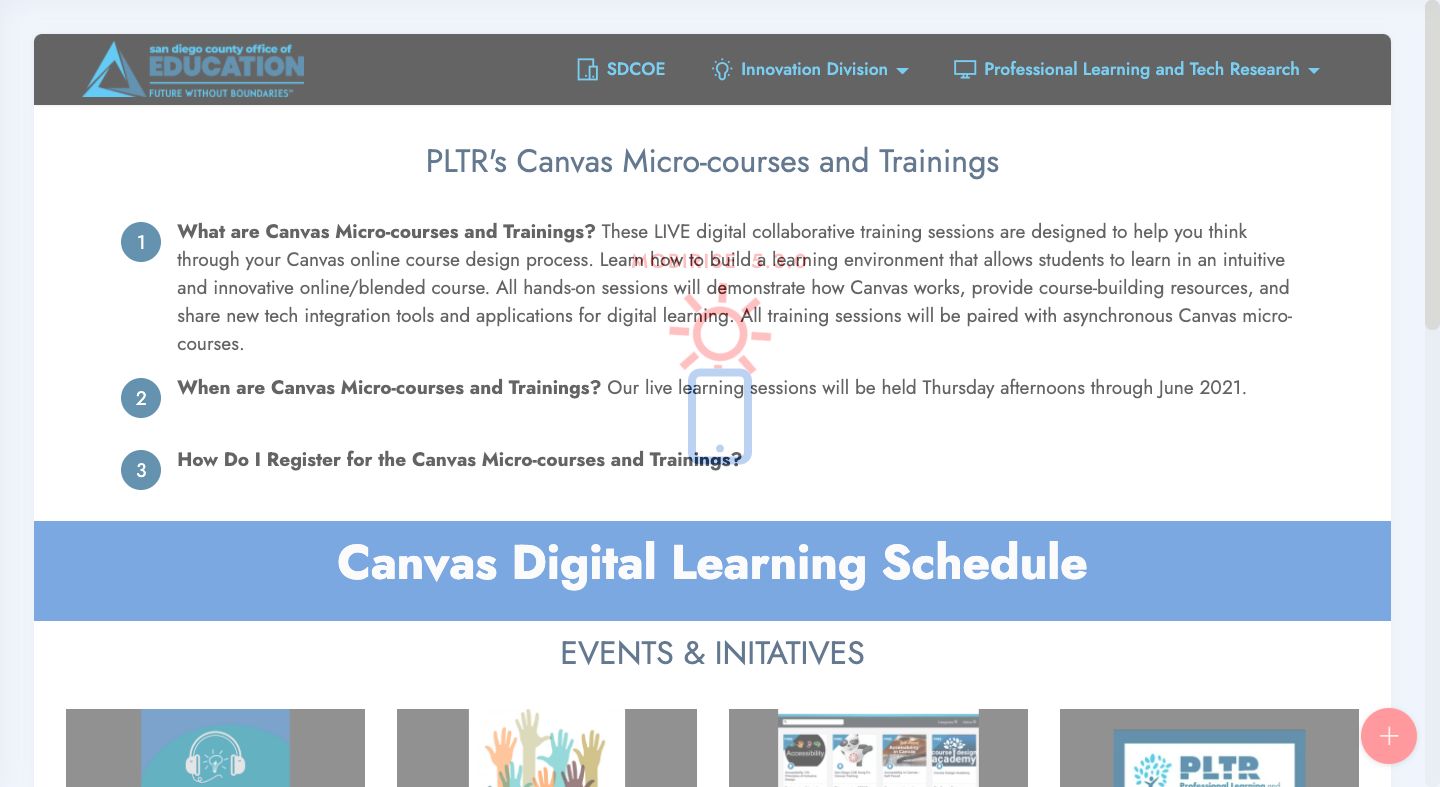 san diego county office of
EDUCATION
FUTURE WITHOUT BOUNDARIES™
SDCOE
Innovation Division
Professional Learning and Tech Research
PLTR's Canvas Micro-courses and Trainings
1
What are Canvas Micro-courses and Trainings? These LIVE digital collaborative training sessions are designed to help you think
through your Canvas online course design process. Learn how to build a learning environment that allows students to learn in an intuitive
and innovative online/blended course. All hands-on sessions will demonstrate how Canvas works, provide course-building resources, and
share new tech integration tools and applications for digital learning. All training sessions will be paired with asynchronous Canvas micro-
courses.
MOBIRISE 5.3.0
2
When are Canvas Micro-courses and Trainings? Our live learning sessions will be held Thursday afternoons through June 2021.
3
How Do I Register for the Canvas Micro-courses and Trainings?
Canvas Digital Learning Schedule
EVENTS & INITATIVES
Accessibility
Accessibility in Canvas
course design academy
PLTR
Professional Learning and